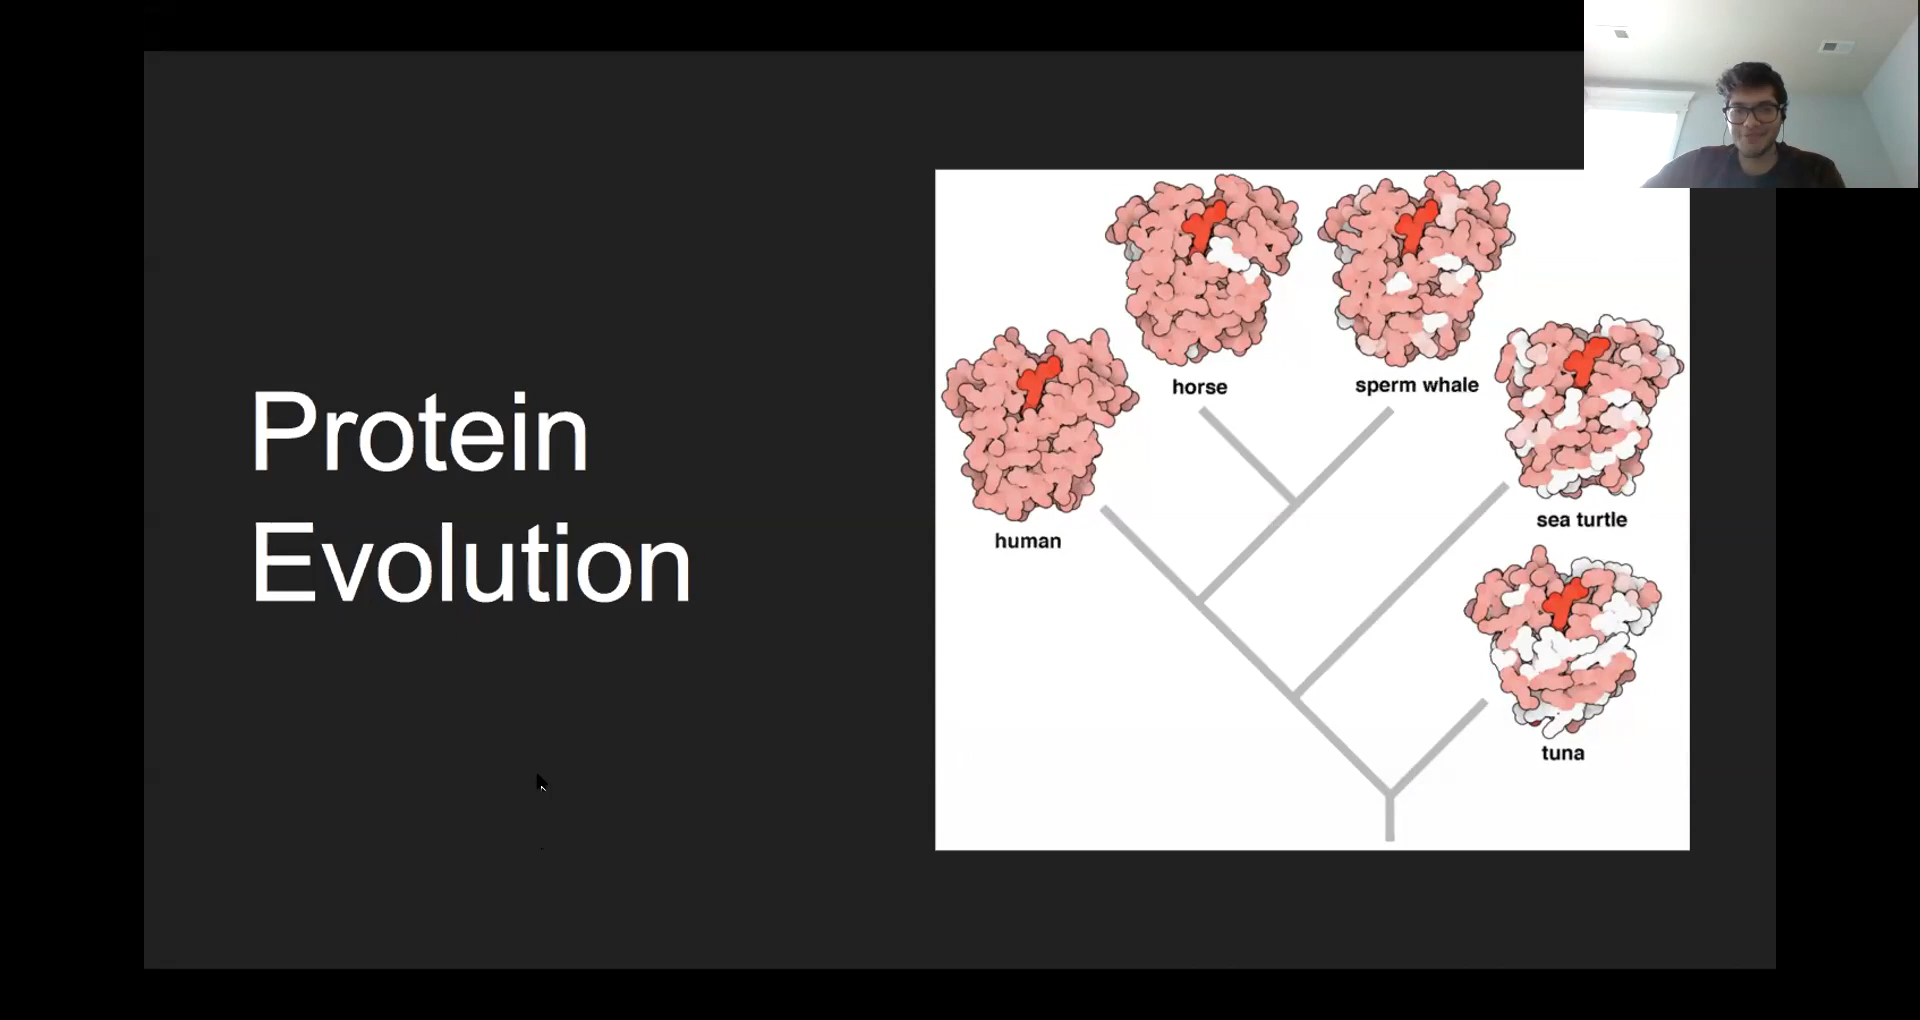 Protein
Evolution
horse
sperm whale
human
sea turtle
tuna